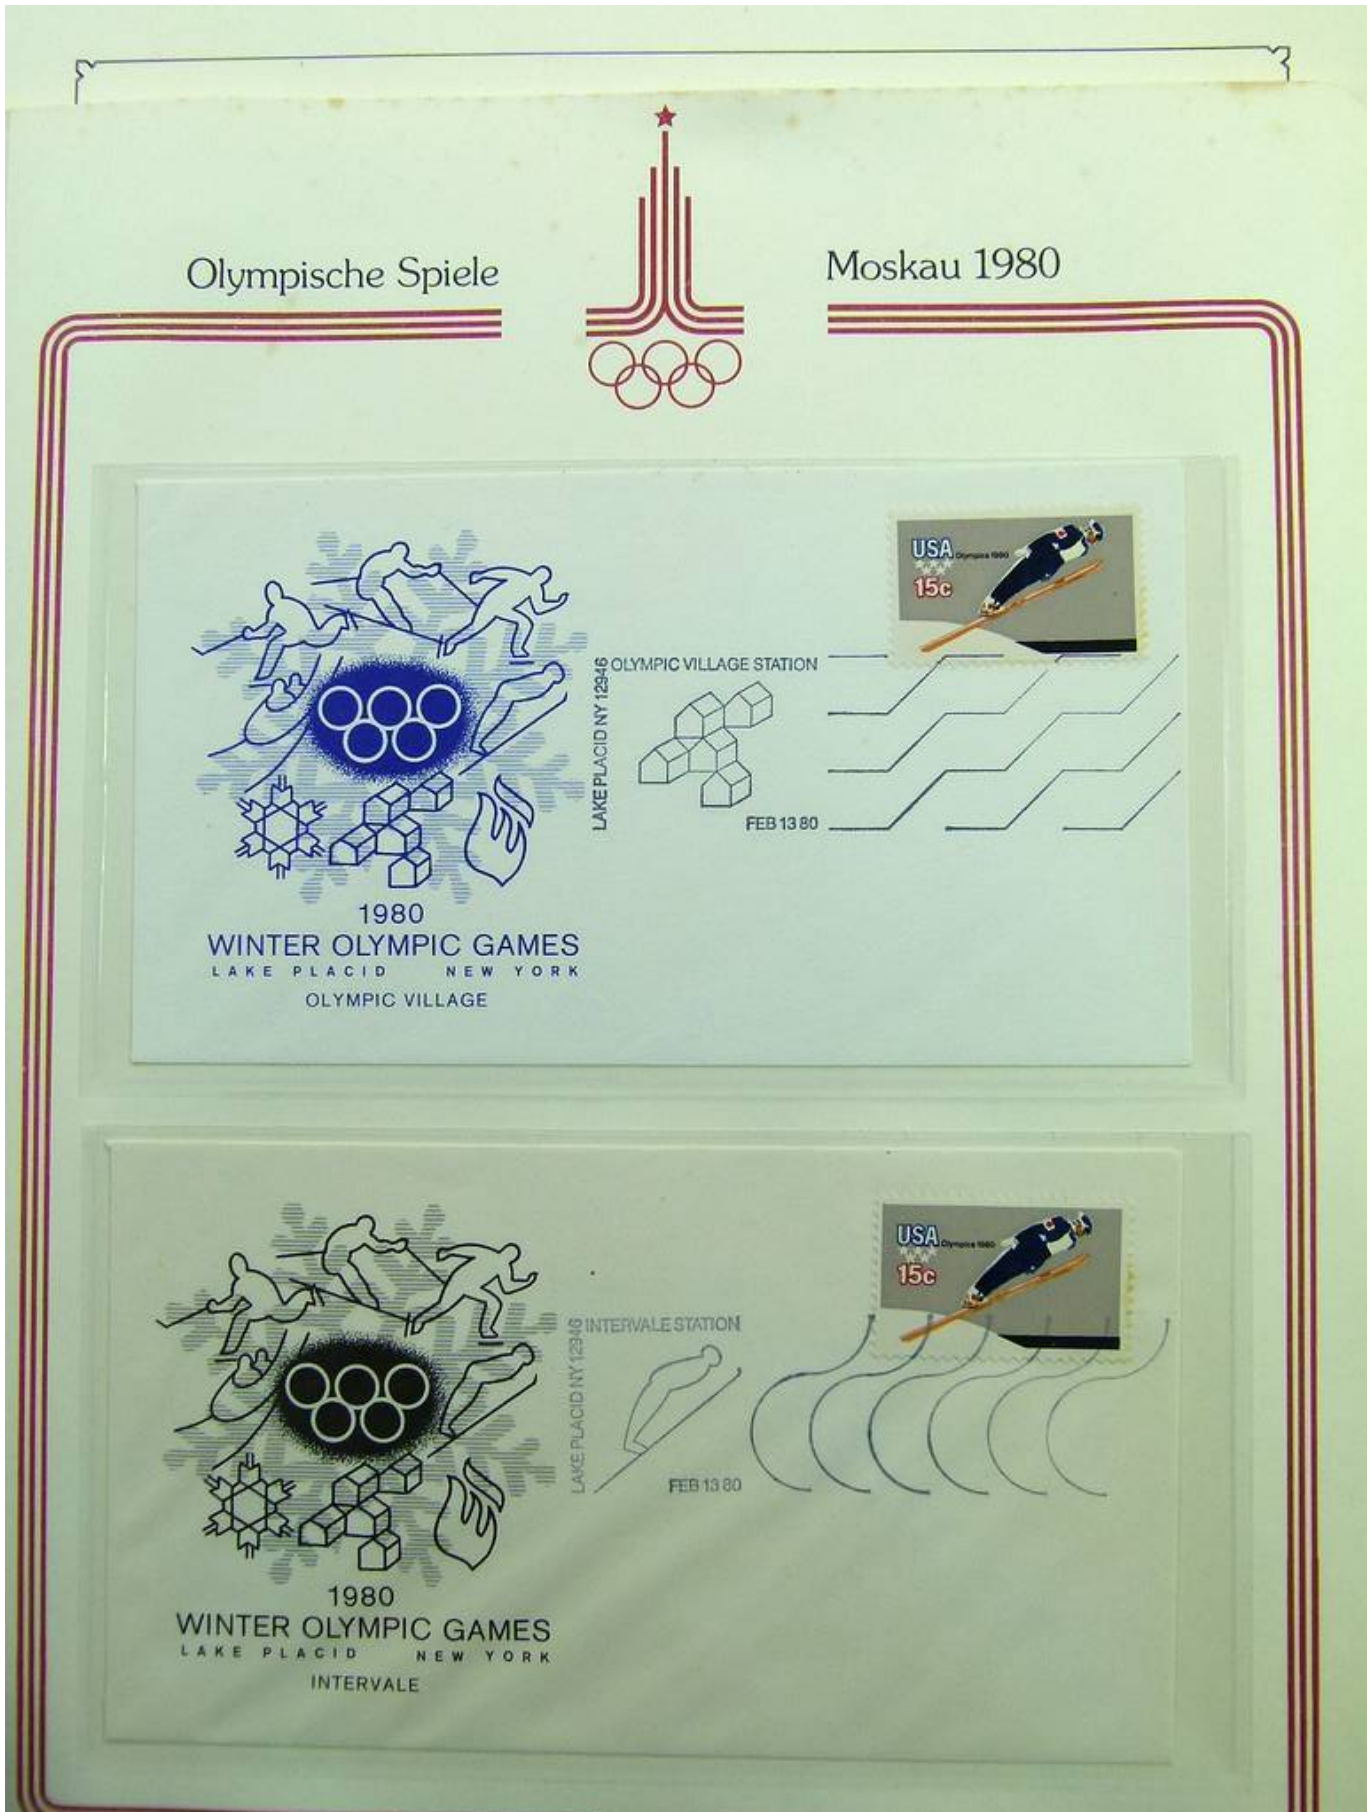 Olympische Spiele
Moskau 1980
USA Olympics 1980
15c
LAKE PLACID NY 12946
OLYMPIC VILLAGE STATION
FEB 13 80
1980
WINTER OLYMPIC GAMES
LAKE PLACID NEW YORK
OLYMPIC VILLAGE
USA Olympics 1980
15c
LAKE PLACID NY 12946
INTERVALE STATION
FEB 13 80
1980
WINTER OLYMPIC GAMES
LAKE PLACID NEW YORK
INTERVALE